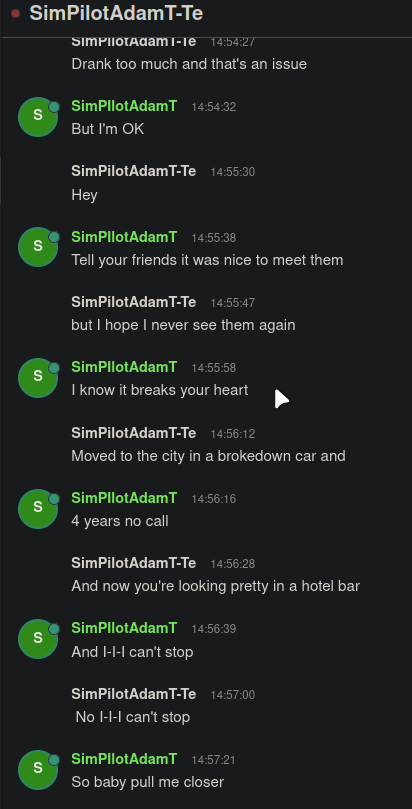 SimPilotAdamT-Te
SimPilotAdamT-Te 14:54:27
Drank too much and that's an issue
S
SimPIlotAdamT 14:54:32
But I'm OK
SimPilotAdamT-Te 14:55:30
Hey
S
SimPIlotAdamT 14:55:38
Tell your friends it was nice to meet them
SimPilotAdamT-Te 14:55:47
but I hope I never see them again
S
SimPIlotAdamT 14:55:58
I know it breaks your heart
SimPilotAdamT-Te 14:56:12
Moved to the city in a brokedown car and
S
SimPIlotAdamT 14:56:16
4 years no call
SimPilotAdamT-Te 14:56:28
And now you're looking pretty in a hotel bar
S
SimPIlotAdamT 14:56:39
And I-I-I can't stop
SimPilotAdamT-Te 14:57:00
No I-I-I can't stop
S
SimPIlotAdamT 14:57:21
So baby pull me closer